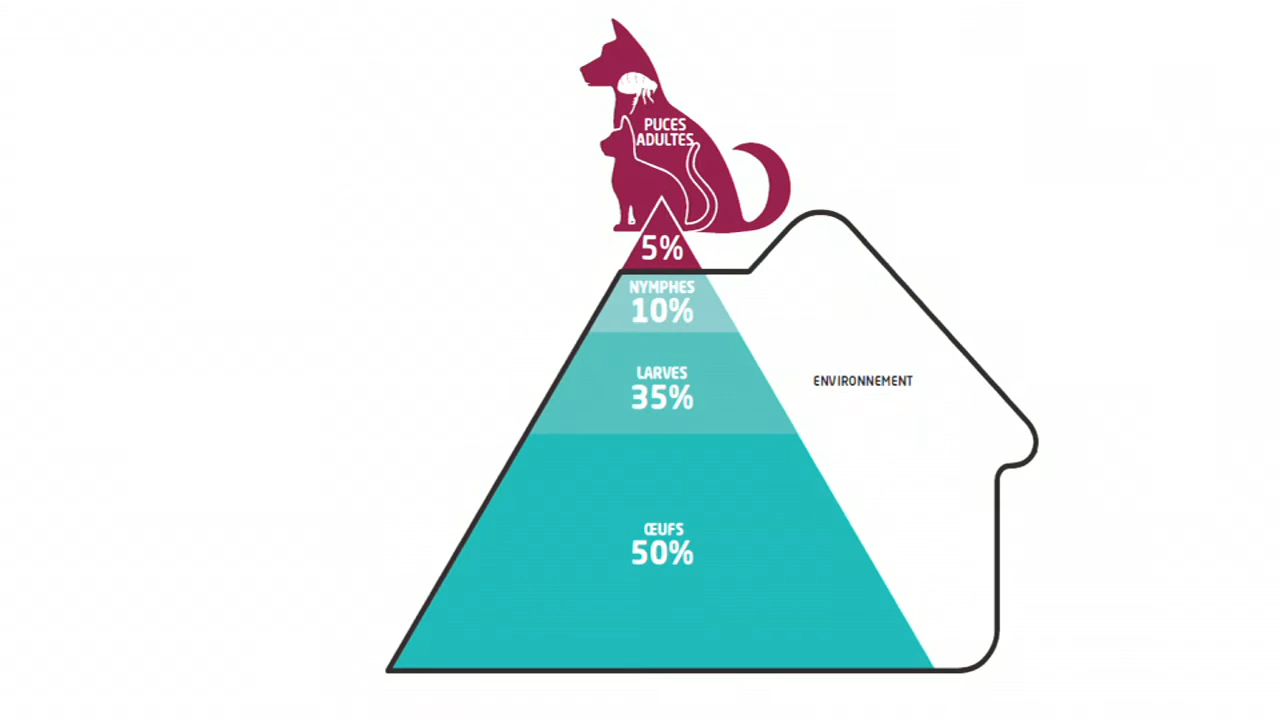 PUCES
ADULTES
5%
NYMPHES
10%
LARVES
35%
ENVIRONNEMENT
ŒUFS
50%